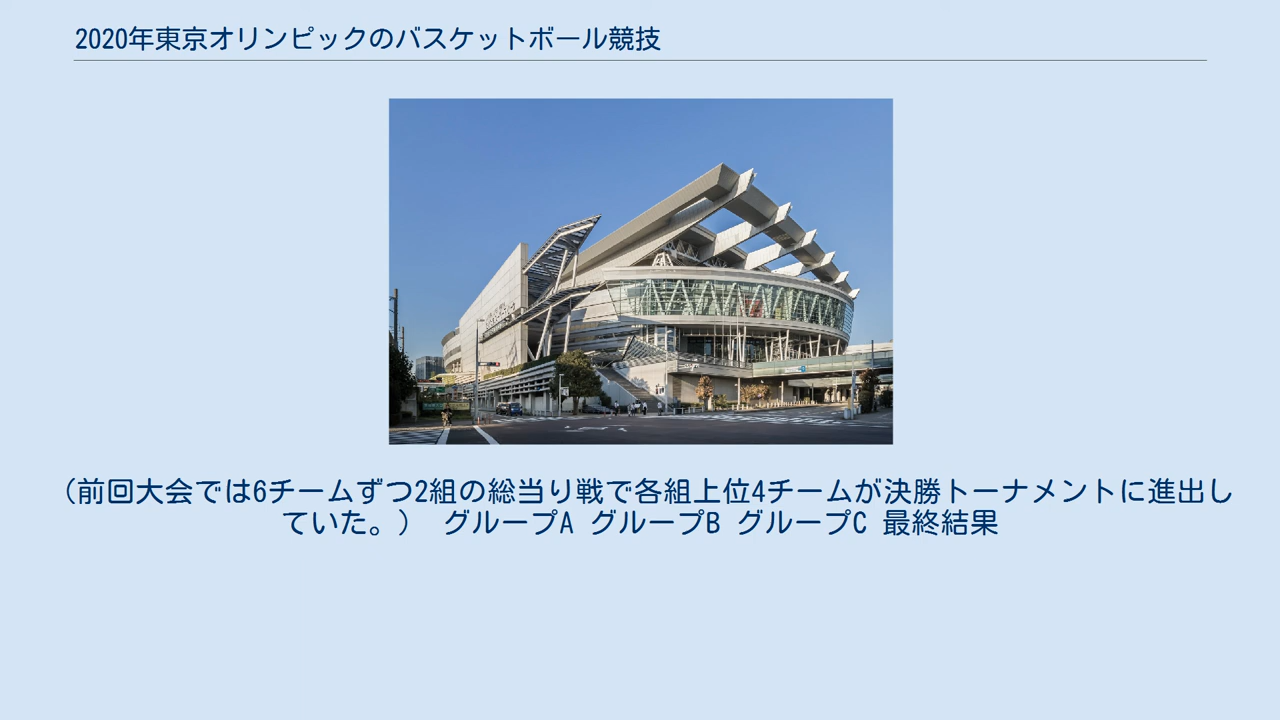 2020年東京オリンピックのバスケットボール競技
（前回大会では6チームずつ2組の総当り戦で各組上位4チームが決勝トーナメントに進出し
ていた。） グループA グループB グループC 最終結果